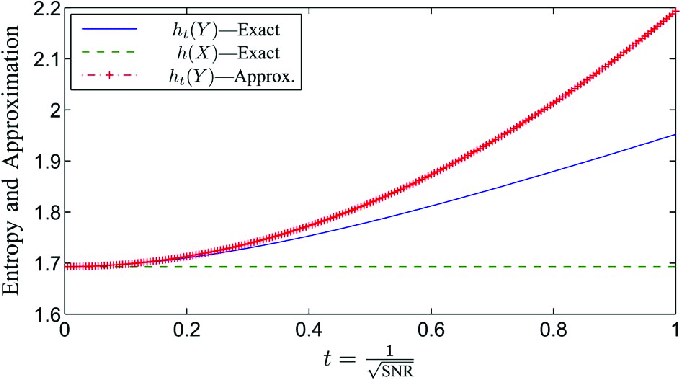 2.2
2.1
2
1.9
1.8
1.7
1.6
Entropy and Approximation
h_t(Y)—Exact
h(X)—Exact
h_t(Y)—Approx.
0 0.2 0.4 0.6 0.8 1
t = 1/√SNR